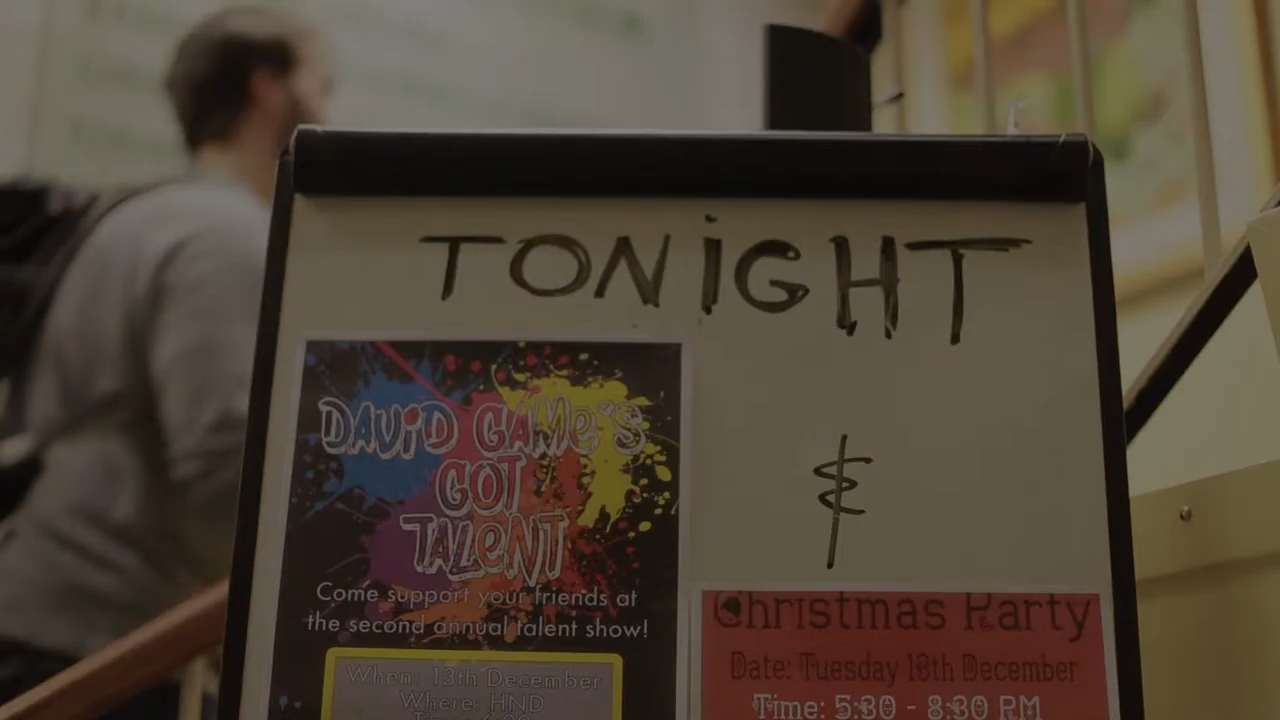 TONiGHT
DAViD GAMe'S
GOT
TALeNT
Come support your friends at
the second annual talent show!
When: 13th December
Where: HND
&
Christmas Party
Date: Tuesday 18th December
Time: 5:30 - 8:30 PM